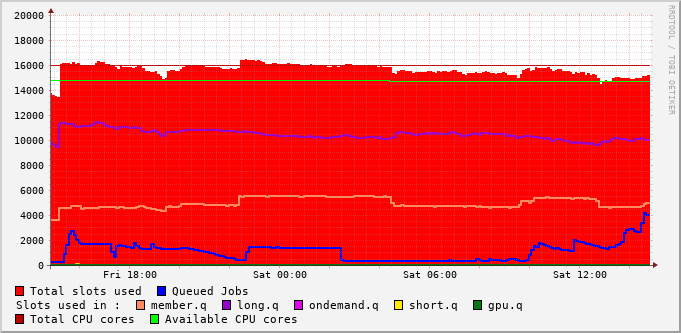 RRDTOOL / TOBI OETIKER
20000
18000
16000
14000
12000
10000
8000
6000
4000
2000
0
Fri 18:00 Sat 00:00 Sat 06:00 Sat 12:00
Total slots used Queued Jobs
Slots used in : member.q long.q ondemand.q short.q gpu.q
Total CPU cores Available CPU cores